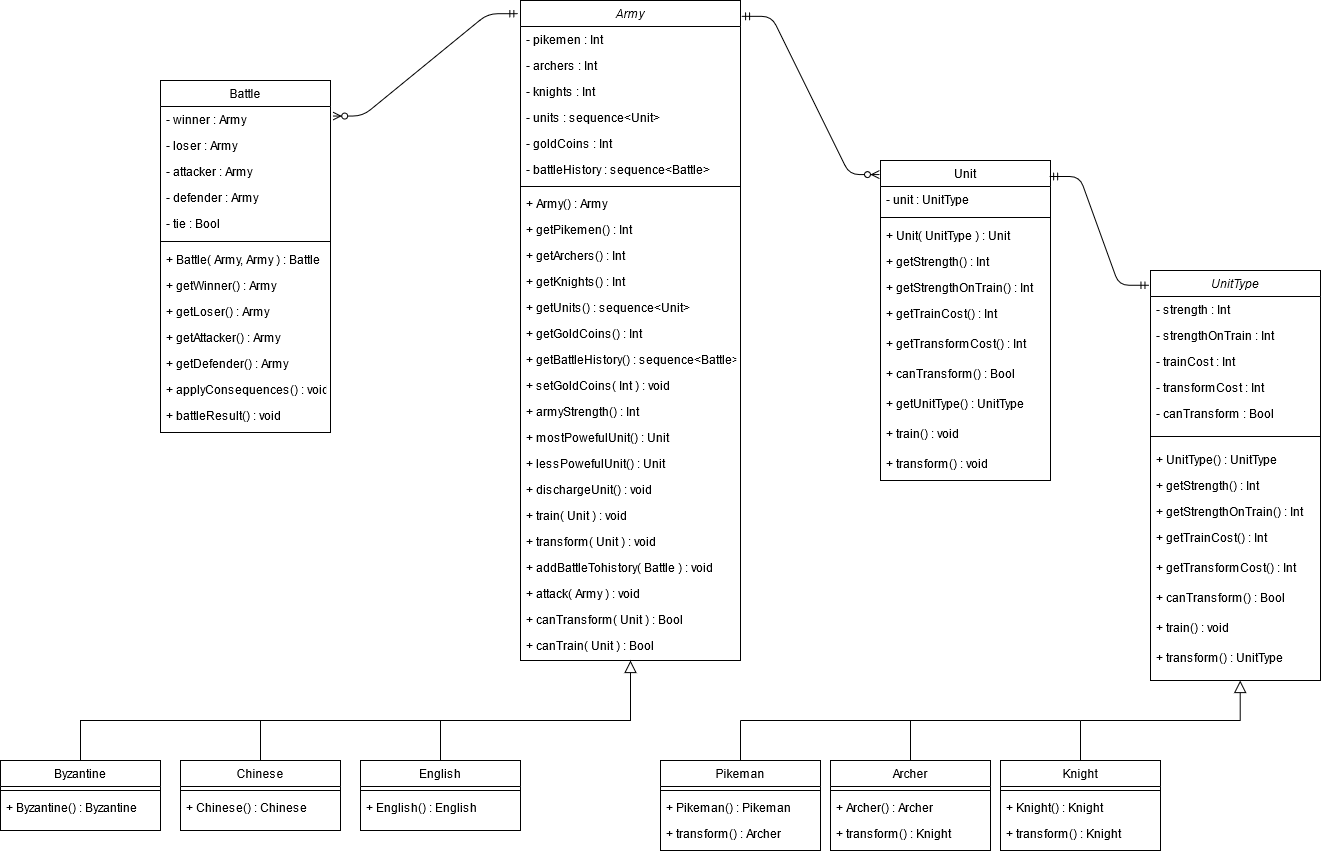 Army
- pikemen : Int
- archers : Int
- knights : Int
- units : sequence<Unit>
- goldCoins : Int
- battleHistory : sequence<Battle>
+ Army() : Army
+ getPikemen() : Int
+ getArchers() : Int
+ getKnights() : Int
+ getUnits() : sequence<Unit>
+ getGoldCoins() : Int
+ getBattleHistory() : sequence<Battle>
+ setGoldCoins( Int ) : void
+ armyStrength() : Int
+ mostPowefulUnit() : Unit
+ lessPowefulUnit() : Unit
+ dischargeUnit() : void
+ train( Unit ) : void
+ transform( Unit ) : void
+ addBattleTohistory( Battle ) : void
+ attack( Army ) : void
+ canTransform( Unit ) : Bool
+ canTrain( Unit ) : Bool
Battle
- winner : Army
- loser : Army
- attacker : Army
- defender : Army
- tie : Bool
+ Battle( Army, Army ) : Battle
+ getWinner() : Army
+ getLoser() : Army
+ getAttacker() : Army
+ getDefender() : Army
+ applyConsequences() : void
+ battleResult() : void
Unit
- unit : UnitType
+ Unit( UnitType ) : Unit
+ getStrength() : Int
+ getStrengthOnTrain() : Int
+ getTrainCost() : Int
+ getTransformCost() : Int
+ canTransform() : Bool
+ getUnitType() : UnitType
+ train() : void
+ transform() : void
UnitType
- strength : Int
- strengthOnTrain : Int
- trainCost : Int
- transformCost : Int
- canTransform : Bool
+ UnitType() : UnitType
+ getStrength() : Int
+ getStrengthOnTrain() : Int
+ getTrainCost() : Int
+ getTransformCost() : Int
+ canTransform() : Bool
+ train() : void
+ transform() : UnitType
Byzantine
+ Byzantine() : Byzantine
Chinese
+ Chinese() : Chinese
English
+ English() : English
Pikeman
+ Pikeman() : Pikeman
+ transform() : Archer
Archer
+ Archer() : Archer
+ transform() : Knight
Knight
+ Knight() : Knight
+ transform() : Knight